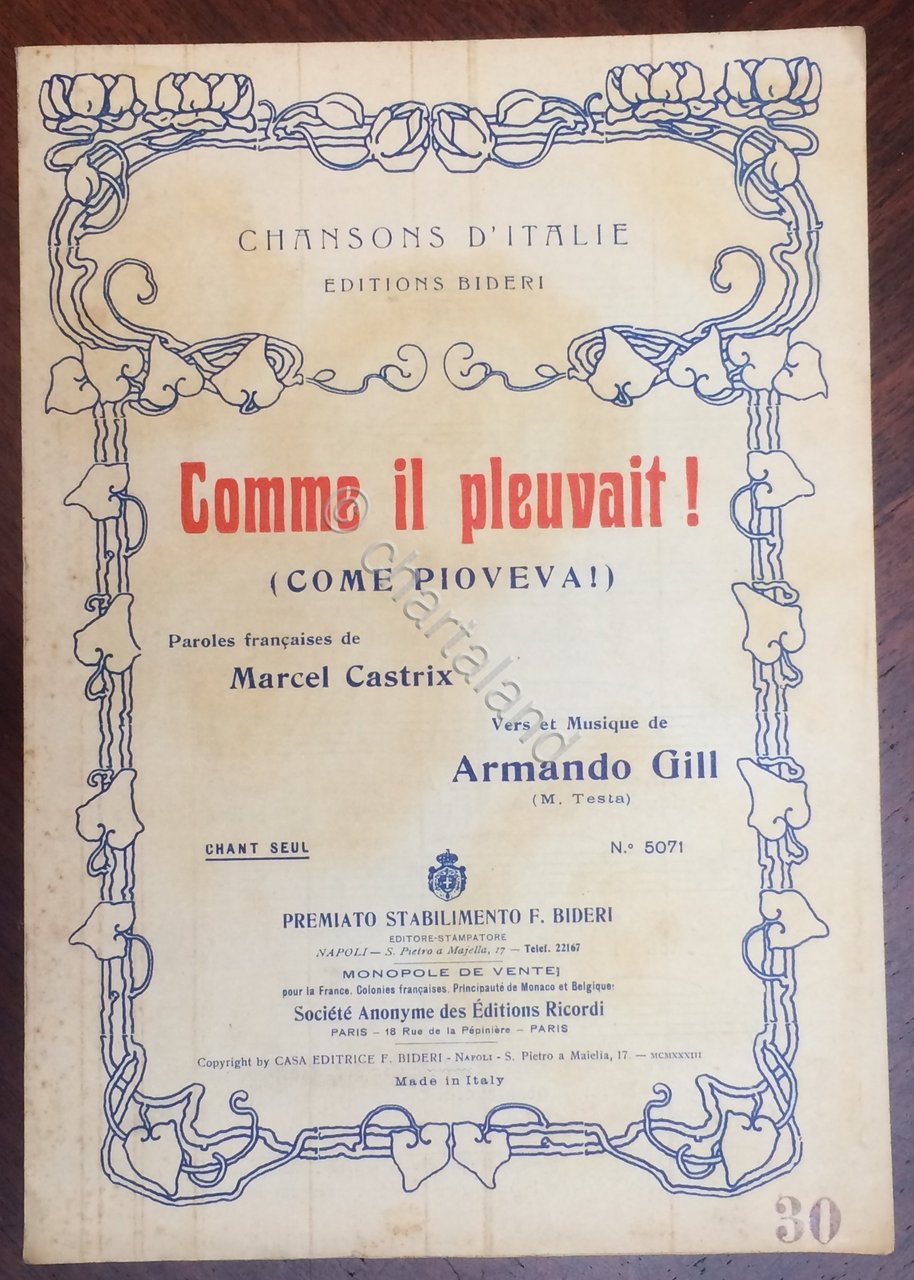 CHANSONS D'ITALIE
EDITIONS BIDERI
Comme il pleuvait !
(COME PIOVEVA!)
Paroles françaises de
Marcel Castrix
Vers et Musique de
Armando Gill
(M. Testa)
CHANT SEUL
N.º 5071
PREMIATO STABILIMENTO F. BIDERI
EDITORE-STAMPATORE
NAPOLI — S. Pietro a Majella, 17 — Telef. 22167
MONOPOLE DE VENTE]
pour la France. Colonies françaises. Principauté de Monaco et Belgique:
Société Anonyme des Éditions Ricordi
PARIS — 18 Rue de la Pépinière — PARIS
Copyright by CASA EDITRICE F. BIDERI - NAPOLI - S. Pietro a Maielia, 17. — MCMXXXIII
Made in Italy
30
© chartaland